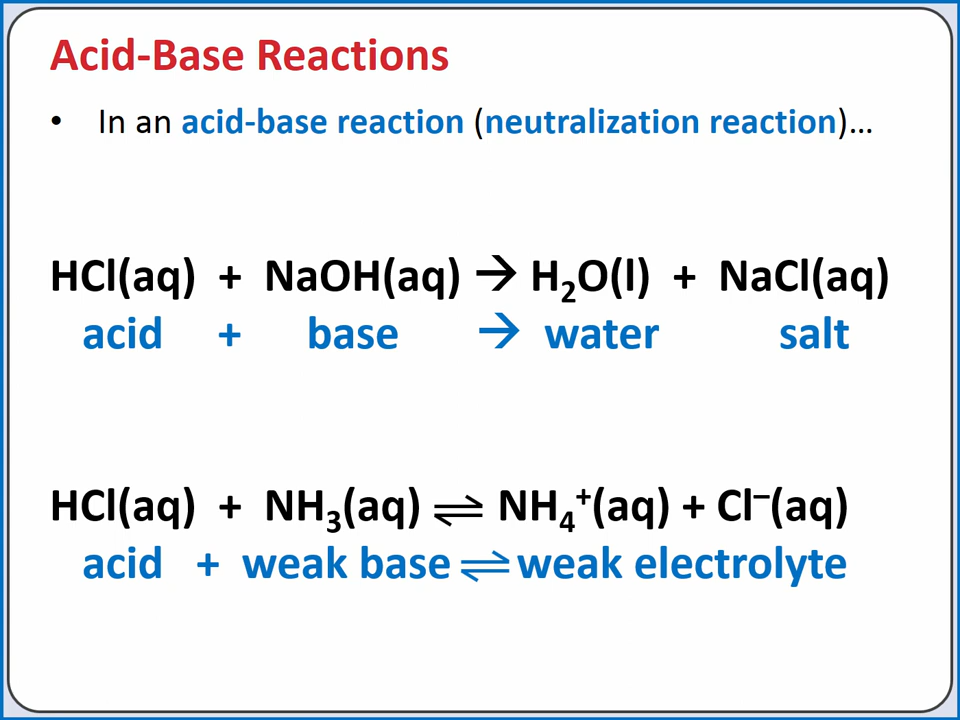 Acid-Base Reactions
• In an acid-base reaction (neutralization reaction)…
HCl(aq) + NaOH(aq) → H₂O(l) + NaCl(aq)
acid + base → water salt
HCl(aq) + NH₃(aq) ⇌ NH₄⁺(aq) + Cl⁻(aq)
acid + weak base ⇌ weak electrolyte